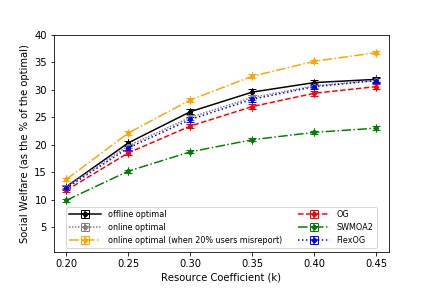 Social Welfare (as the % of the optimal)
40
35
30
25
20
15
10
5
offline optimal
online optimal
online optimal (when 20% users misreport)
OG
SWMOA2
FlexOG
0.20 0.25 0.30 0.35 0.40 0.45
Resource Coefficient (k)